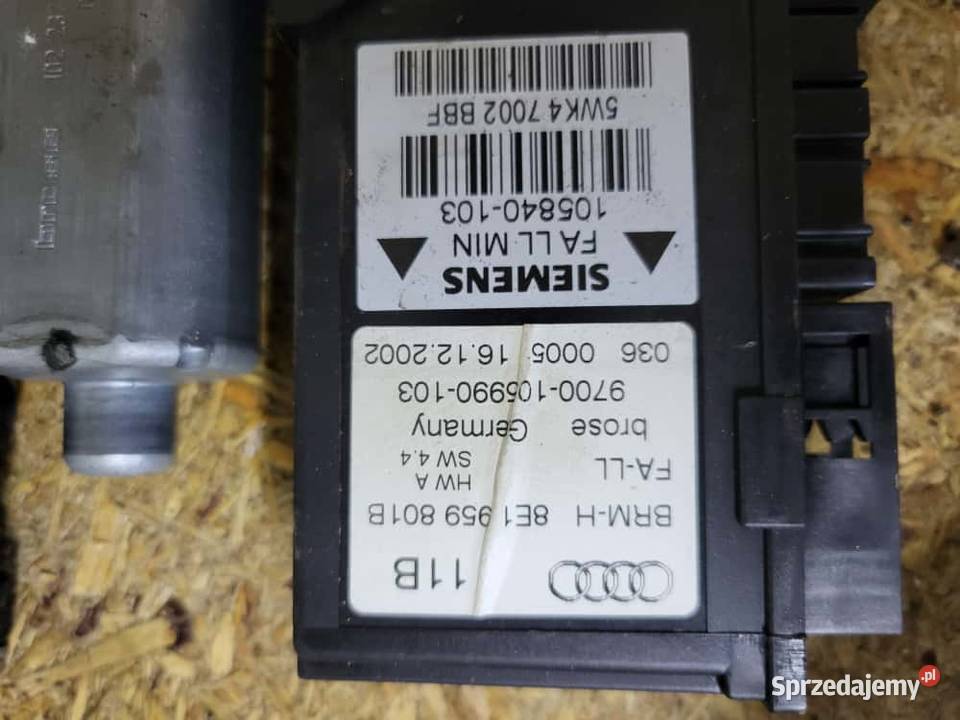 11B
BRM-H 8E1 959 801B
HW A
FA-LL SW 4.4
brose Germany
9700-105990-103
036 0005 16.12.2002
SIEMENS
FA LL MIN
105840-103
5WK4 7002 BBF
Sprzedajemy.pl